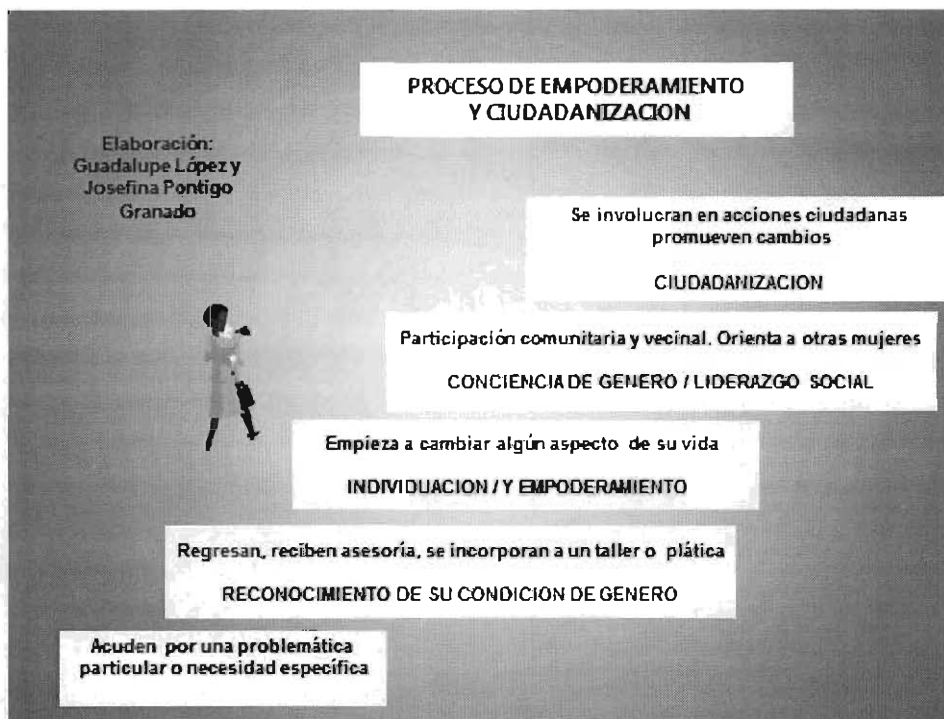 PROCESO DE EMPODERAMIENTO
Y CIUDADANIZACION
Elaboración:
Guadalupe López y
Josefina Pontigo
Granado
Se involucran en acciones ciudadanas
promueven cambios
CIUDADANIZACION
Participación comunitaria y vecinal. Orienta a otras mujeres
CONCIENCIA DE GENERO / LIDERAZGO SOCIAL
Empieza a cambiar algún aspecto de su vida
INDIVIDUACION / Y EMPODERAMIENTO
Regresan, reciben asesoría, se incorporan a un taller o plática
RECONOCIMIENTO DE SU CONDICION DE GENERO
Acuden por una problemática
particular o necesidad específica